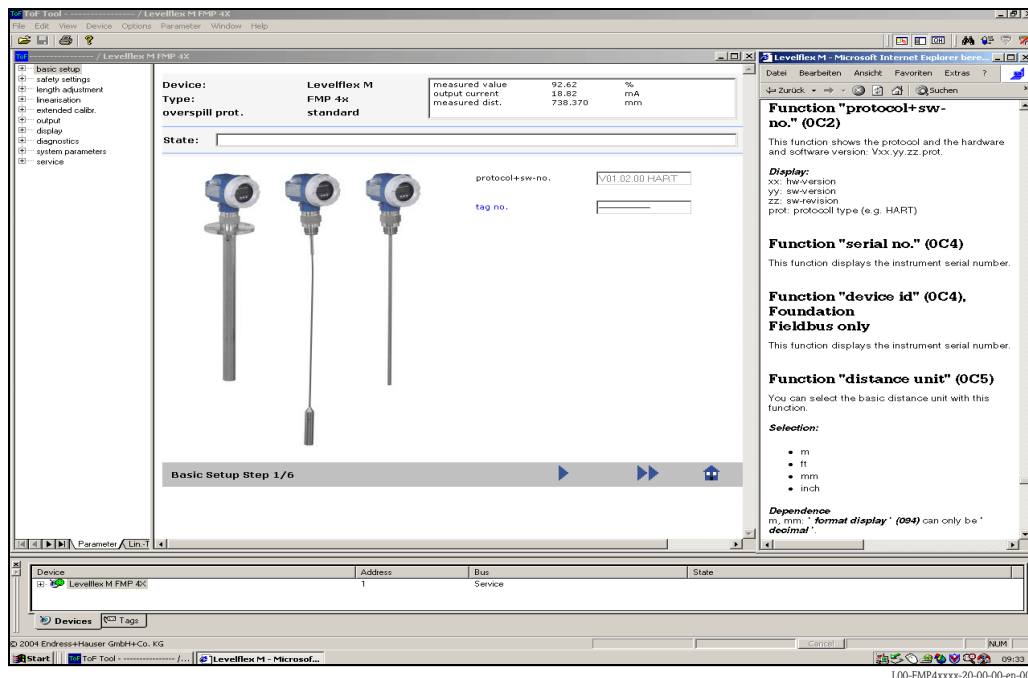 ToF Tool - ---------------- / Levelflex M FMP 4X
File Edit View Device Options Parameter Window Help
---------------- / Levelflex M FMP 4X
basic setup
safety settings
length adjustment
linearisation
extended calibr.
output
display
diagnostics
system parameters
service
Parameter Lin.-T
Device: Levelflex M
Type: FMP 4x
overspill prot. standard
measured value 92.62 %
output current 18.82 mA
measured dist. 738.370 mm
State:
protocol+sw-no. V01.02.00 HART
tag no. ----------------
Basic Setup Step 1/6
Levelflex M - Microsoft Internet Explorer bere...
Datei Bearbeiten Ansicht Favoriten Extras ?
Zurück Suchen
Function "protocol+sw-
no." (0C2)
This function shows the protocol and the hardware
and software version: Vxx.yy.zz.prot.
Display:
xx: hw-version
yy: sw-version
zz: sw-revision
prot: protocoll type (e.g. HART)
Function "serial no." (0C4)
This function displays the instrument serial number.
Function "device id" (0C4),
Foundation
Fieldbus only
This function displays the instrument serial number.
Function "distance unit" (0C5)
You can select the basic distance unit with this
function.
Selection:
m
ft
mm
inch
Dependence
m, mm: ' format display ' (094) can only be '
decimal '.
Device Address Bus State
Levelflex M FMP 4X 1 Service
Devices Tags
© 2004 Endress+Hauser GmbH+Co. KG
Cancel NUM
Start ToF Tool - ---------------- /... Levelflex M - Microsof... 09:33
L00-FMP4xxxx-20-00-00-en-00